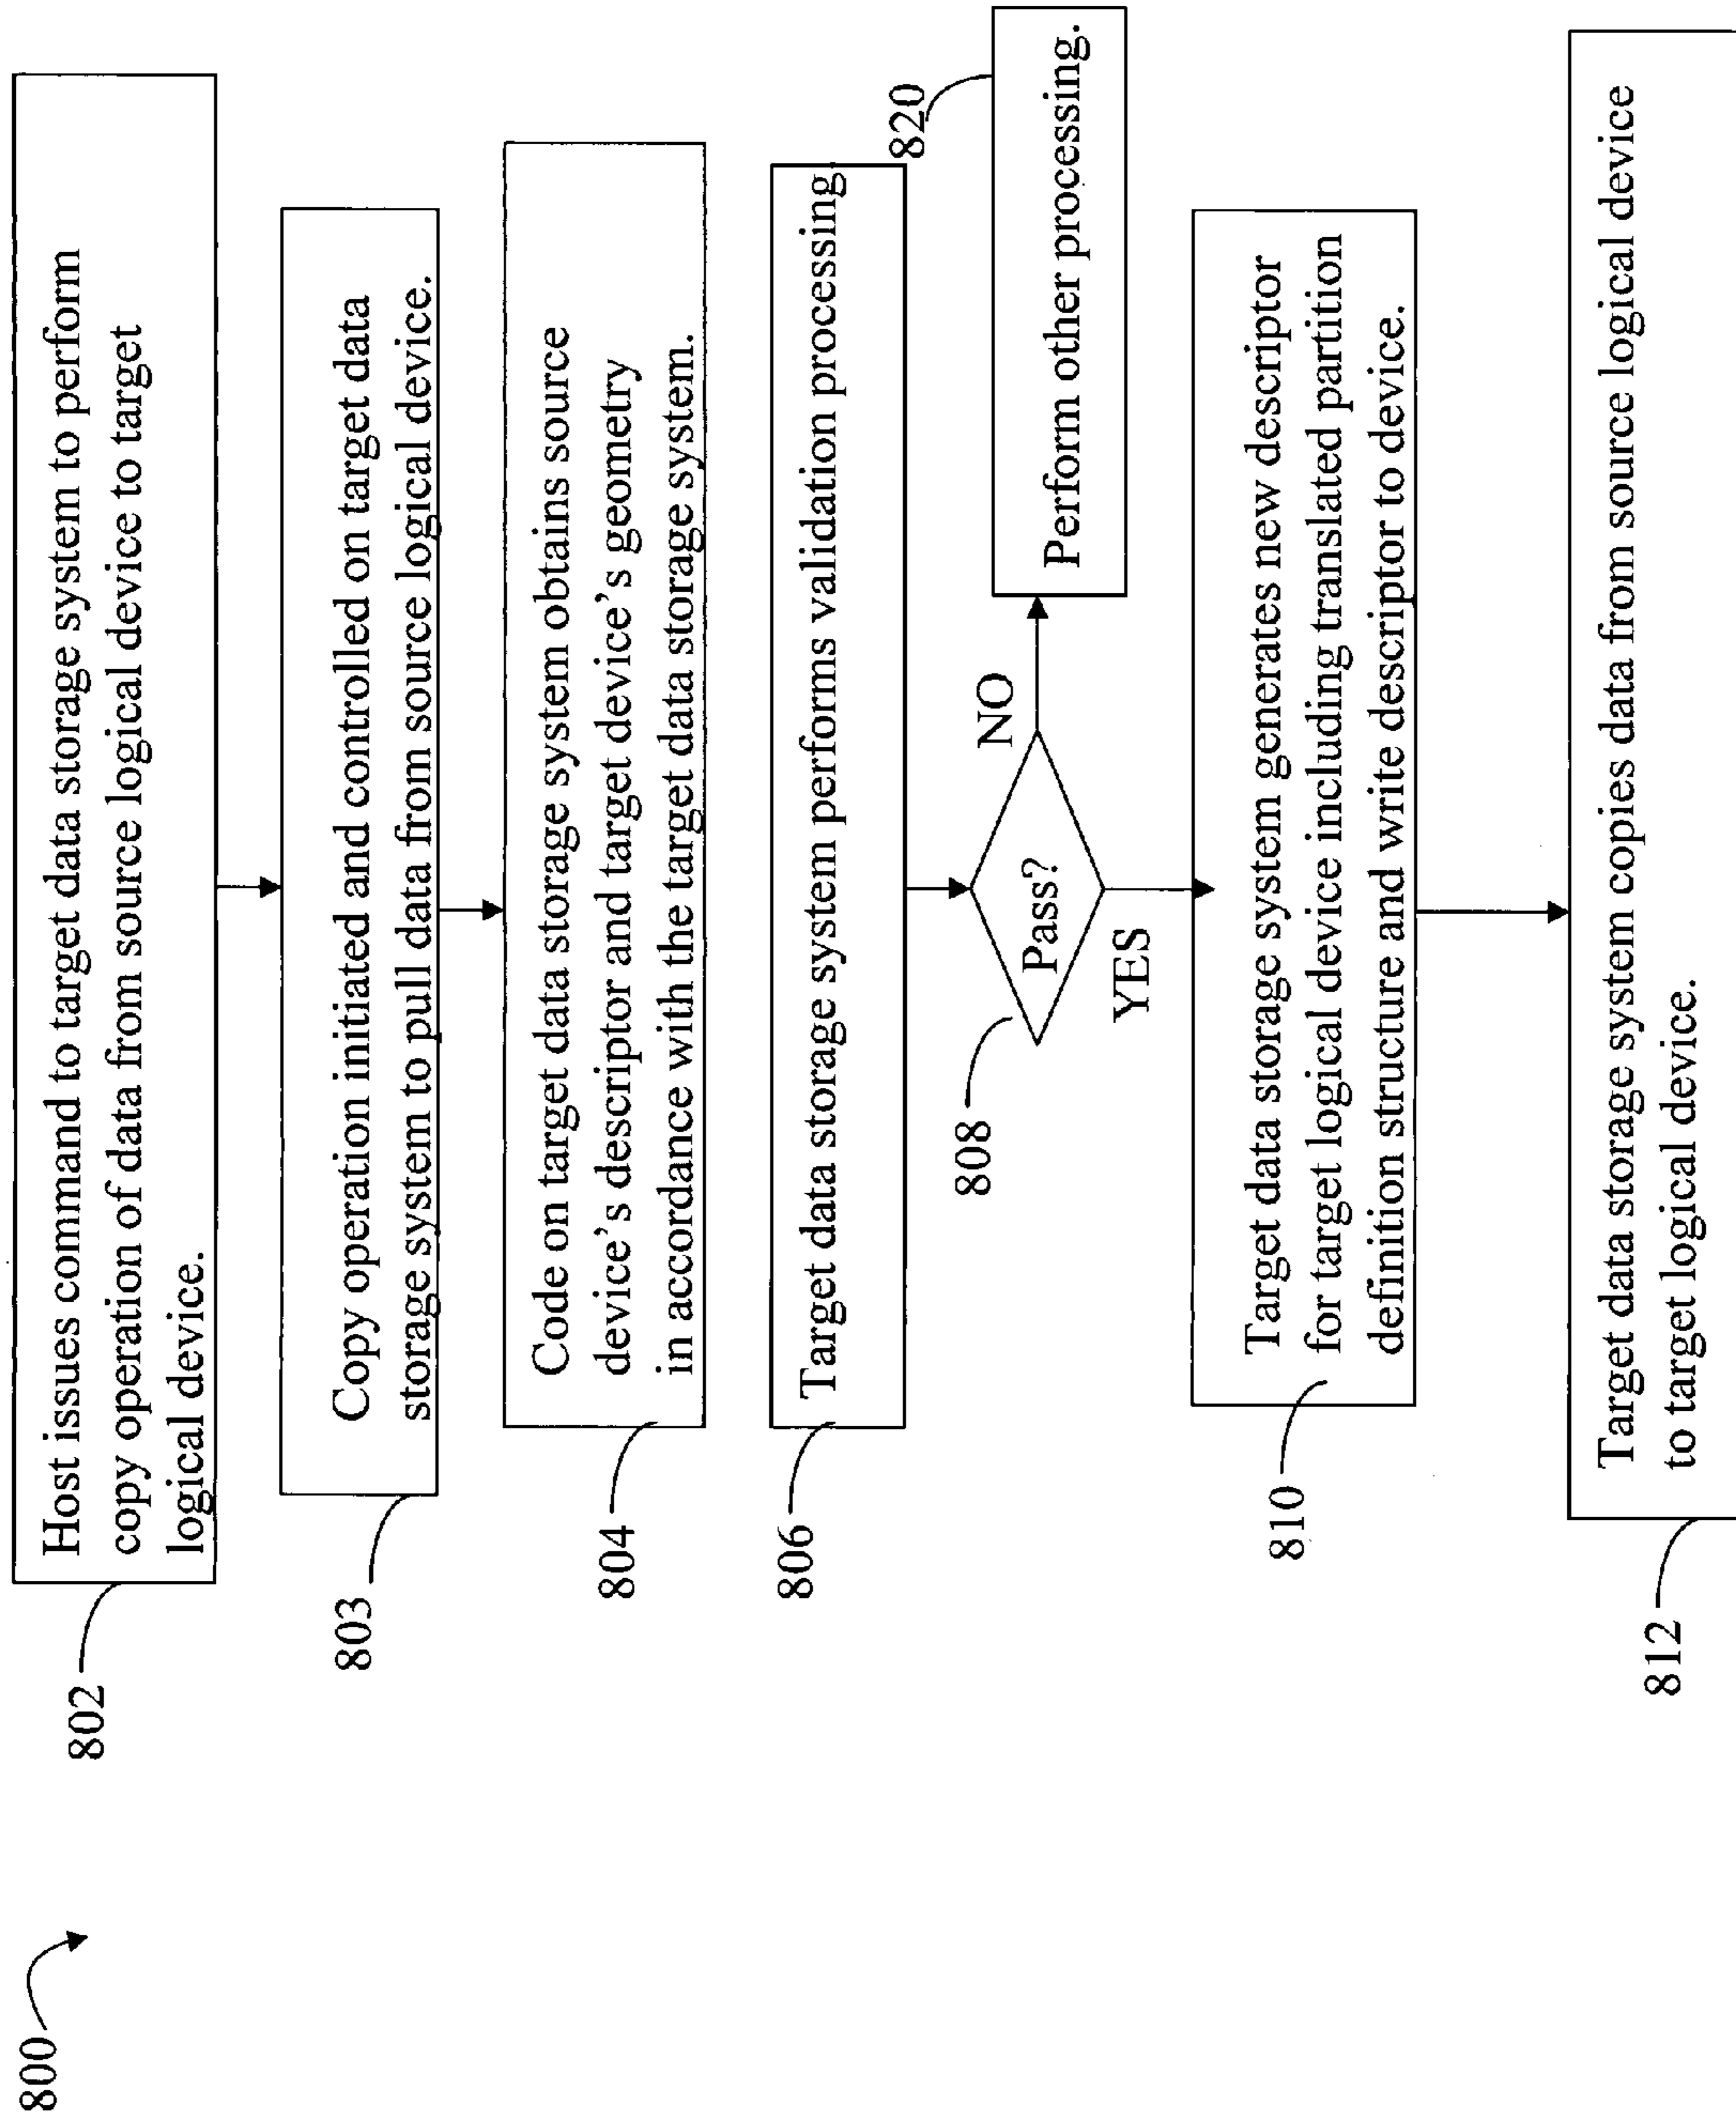 800
802
Host issues command to target data storage system to perform
copy operation of data from source logical device to target
logical device.
803
Copy operation initiated and controlled on target data
storage system to pull data from source logical device.
804
Code on target data storage system obtains source
device's descriptor and target device's geometry
in accordance with the target data storage system.
806
Target data storage system performs validation processing
808
Pass?
NO
820
Perform other processing.
YES
810
Target data storage system generates new descriptor
for target logical device including translated partition
definition structure and write descriptor to device.
812
Target data storage system copies data from source logical device
to target logical device.